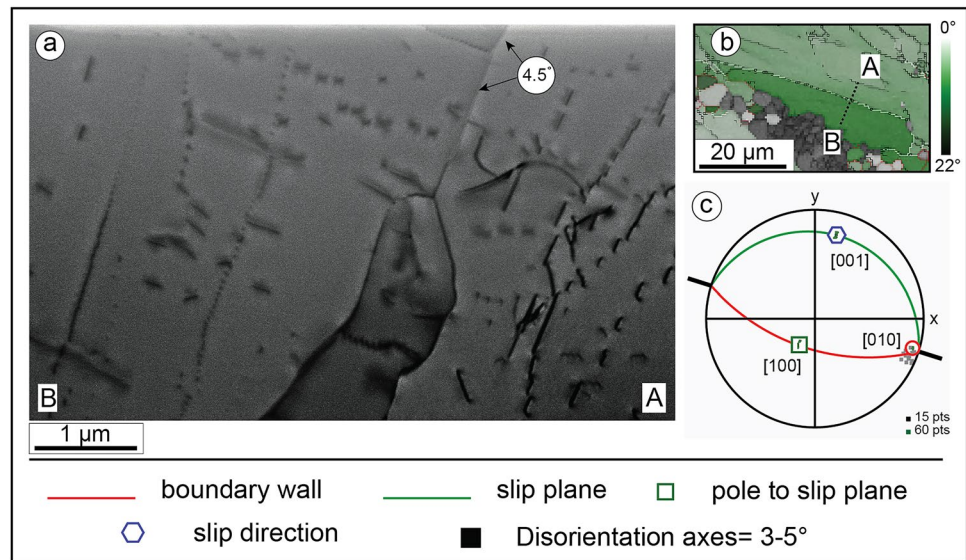 a
4.5°
B
A
1 µm
b
0°
A
B
20 µm
22°
c
y
[001]
x
[010]
[100]
15 pts
60 pts
boundary wall
slip plane
pole to slip plane
slip direction
Disorientation axes= 3-5°